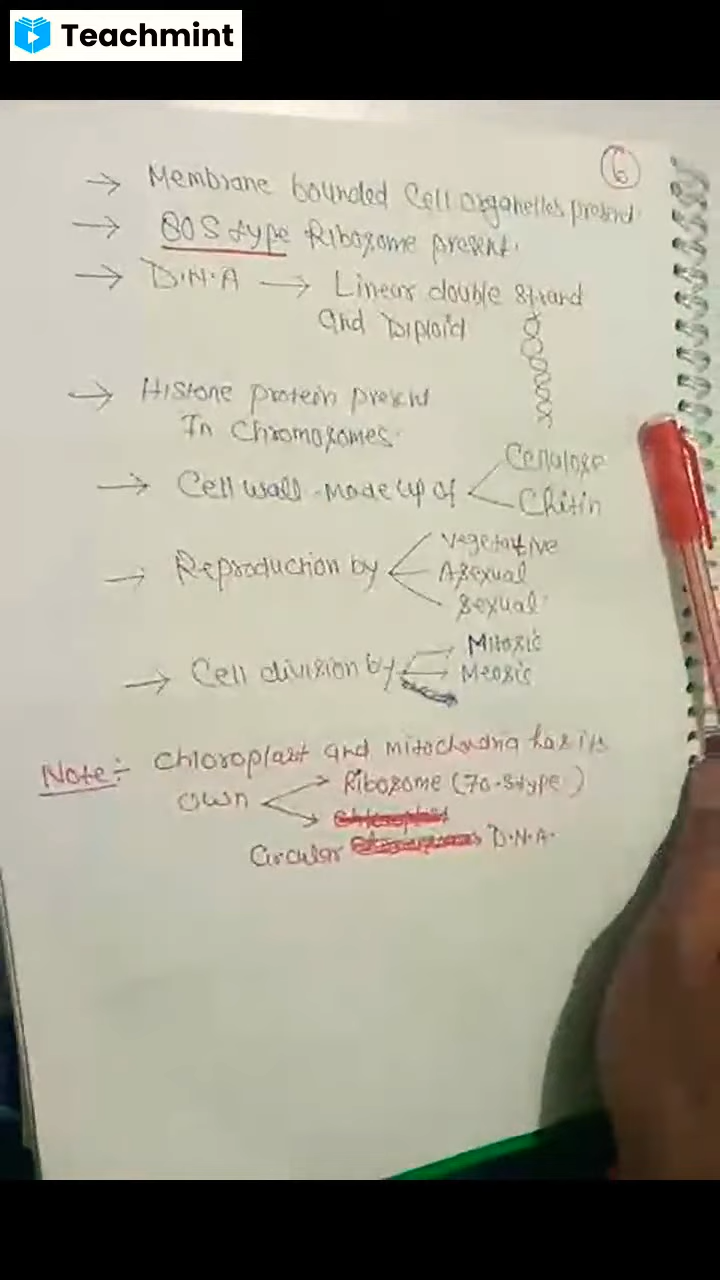 Teachmint
6
→ Membrane bounded Cell organelles present.
→ 80S type Ribosome present.
→ D.N.A → Linear double strand
and Diploid
→ Histone protein present
In Chromosomes.
→ Cell wall made up of Cellulose
Chitin
→ Reproduction by Vegetative
Asexual
Sexual
→ Cell division by → Mitosis
→ Meosis
Note:- Chloroplast and mitochondria has its
own → Ribosome (70-stype)
→
Circular D.N.A.